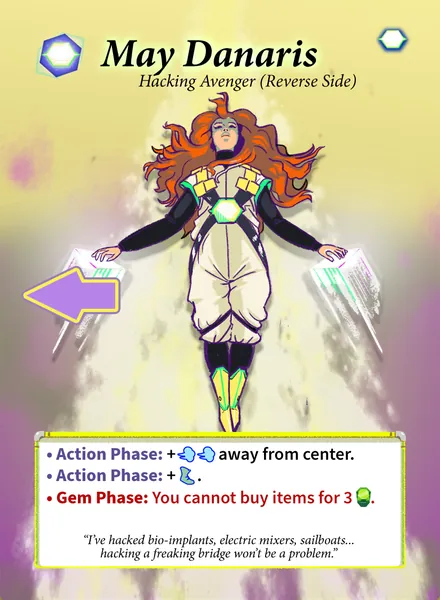 May Danaris
Hacking Avenger (Reverse Side)
• Action Phase: + away from center.
• Action Phase: + .
• Gem Phase: You cannot buy items for 3 .
“I’ve hacked bio-implants, electric mixers, sailboats...
hacking a freaking bridge won’t be a problem.”